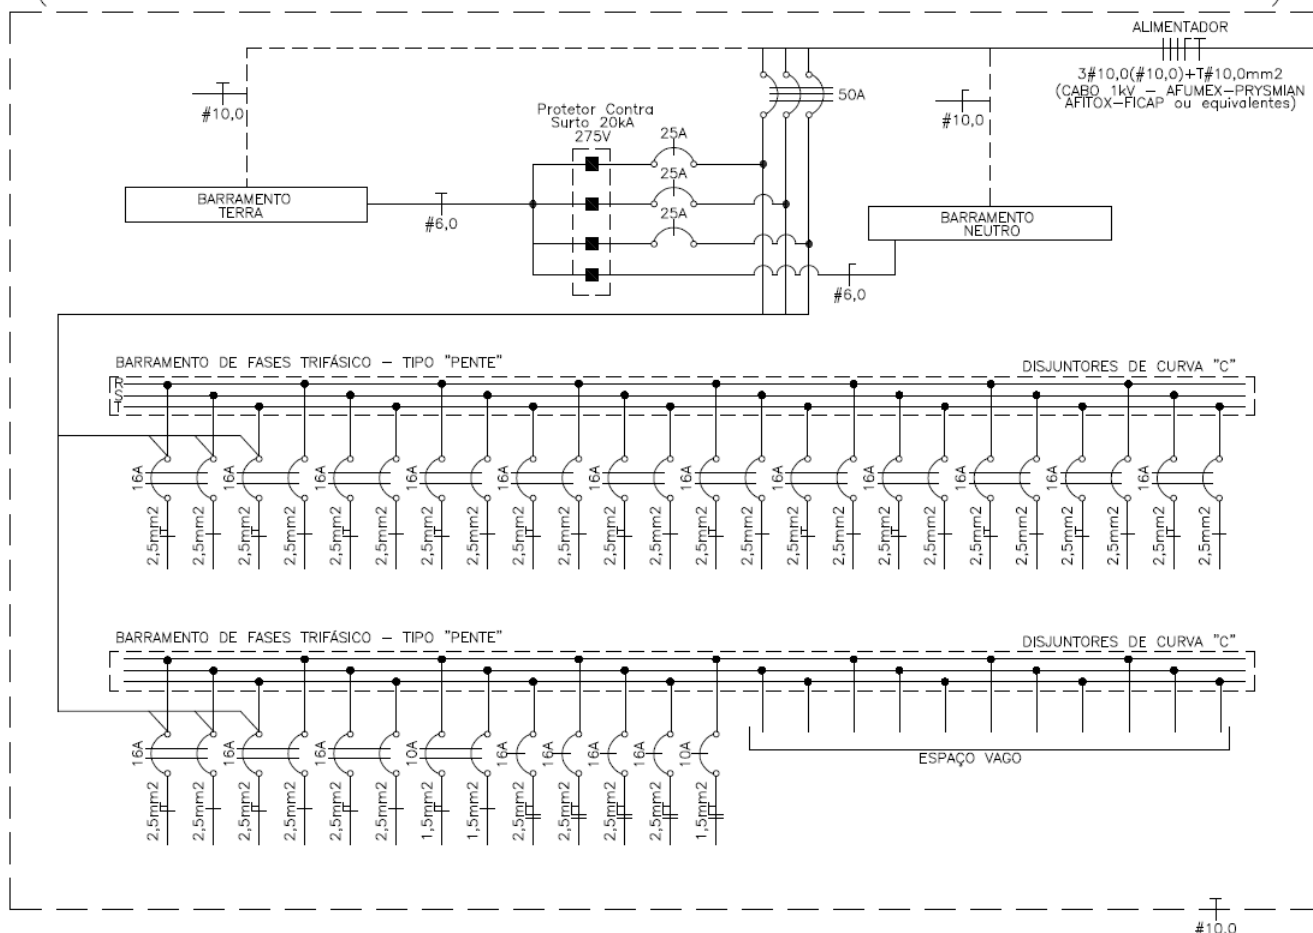 ALIMENTADOR
3#10,0(#10,0)+T#10,0mm2
(CABO 1kV – AFUMEX-PRYSMIAN
AFITOX-FICAP ou equivalentes)
50A
#10,0
#10,0
Protetor Contra
Surto 20kA
275V
25A
25A
25A
BARRAMENTO
TERRA
#6,0
BARRAMENTO
NEUTRO
#6,0
BARRAMENTO DE FASES TRIFÁSICO – TIPO "PENTE"
DISJUNTORES DE CURVA "C"
R
S
T
16A 16A 16A 16A 16A 16A 16A 16A 16A 16A 16A 16A
2,5mm2 2,5mm2 2,5mm2 2,5mm2 2,5mm2 2,5mm2 2,5mm2 2,5mm2 2,5mm2 2,5mm2 2,5mm2 2,5mm2 2,5mm2 2,5mm2 2,5mm2 2,5mm2 2,5mm2 2,5mm2 2,5mm2 2,5mm2 2,5mm2 2,5mm2 2,5mm2 2,5mm2
BARRAMENTO DE FASES TRIFÁSICO – TIPO "PENTE"
DISJUNTORES DE CURVA "C"
16A 16A 16A 10A 16A 16A 16A 16A 10A
ESPAÇO VAGO
2,5mm2 2,5mm2 2,5mm2 2,5mm2 2,5mm2 2,5mm2 1,5mm2 1,5mm2 2,5mm2 2,5mm2 2,5mm2 2,5mm2 1,5mm2
#10,0